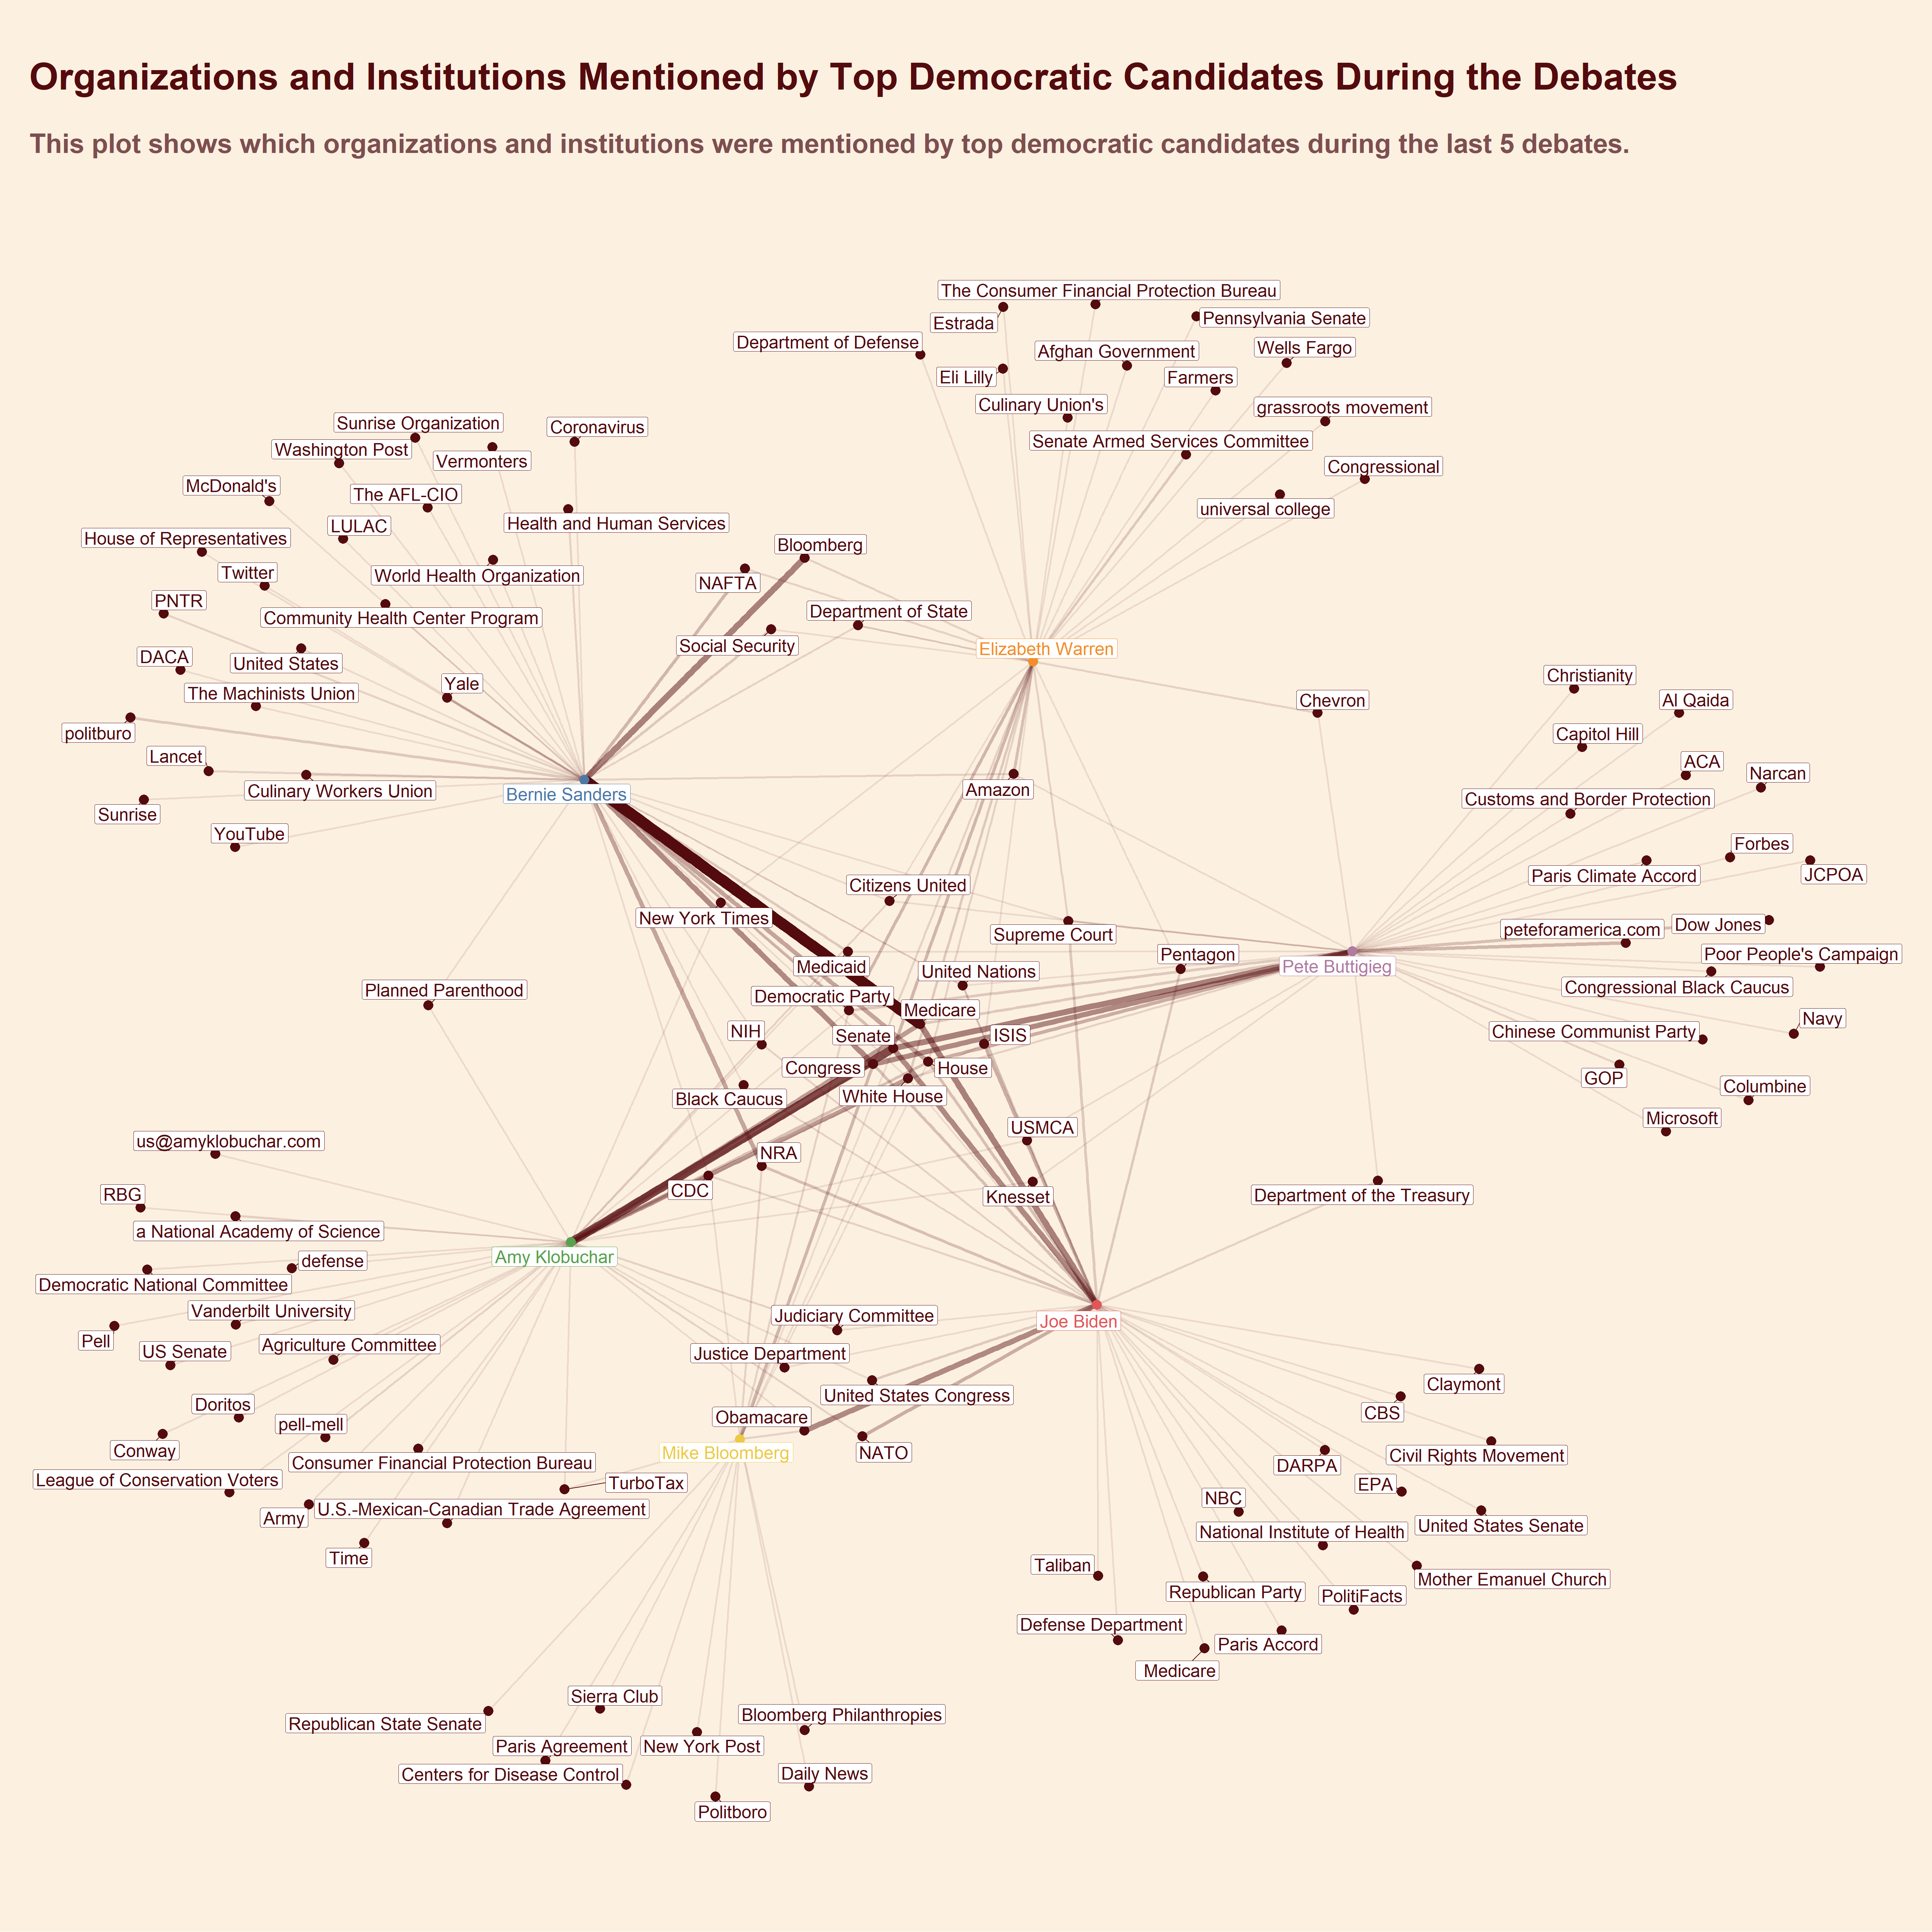 Organizations and Institutions Mentioned by Top Democratic Candidates During the Debates
This plot shows which organizations and institutions were mentioned by top democratic candidates during the last 5 debates.
The Consumer Financial Protection Bureau
Estrada
Pennsylvania Senate
Department of Defense
Afghan Government
Wells Fargo
Eli Lilly
Farmers
Culinary Union's
grassroots movement
Senate Armed Services Committee
Congressional
universal college
Sunrise Organization
Coronavirus
Washington Post
Vermonters
McDonald's
The AFL-CIO
LULAC
Health and Human Services
House of Representatives
Bloomberg
Twitter
World Health Organization
NAFTA
PNTR
Community Health Center Program
Department of State
Social Security
Elizabeth Warren
DACA
United States
The Machinists Union
Yale
Chevron
Christianity
Al Qaida
politburo
Capitol Hill
Lancet
ACA
Narcan
Culinary Workers Union
Bernie Sanders
Amazon
Customs and Border Protection
Sunrise
YouTube
Forbes
Paris Climate Accord
JCPOA
Citizens United
New York Times
Supreme Court
peteforamerica.com
Dow Jones
Medicaid
United Nations
Pentagon
Pete Buttigieg
Poor People's Campaign
Congressional Black Caucus
Planned Parenthood
Democratic Party
Medicare
Navy
NIH
Senate
ISIS
Chinese Communist Party
Congress
House
GOP
Columbine
Black Caucus
White House
Microsoft
us@amyklobuchar.com
USMCA
NRA
RBG
CDC
Knesset
Department of the Treasury
a National Academy of Science
Amy Klobuchar
defense
Democratic National Committee
Vanderbilt University
Judiciary Committee
Joe Biden
Pell
US Senate
Agriculture Committee
Justice Department
United States Congress
Claymont
Doritos
Obamacare
CBS
pell-mell
Conway
Mike Bloomberg
NATO
Civil Rights Movement
Consumer Financial Protection Bureau
DARPA
League of Conservation Voters
TurboTax
EPA
Army
U.S.-Mexican-Canadian Trade Agreement
NBC
United States Senate
National Institute of Health
Time
Taliban
Mother Emanuel Church
Republican Party
PolitiFacts
Defense Department
Paris Accord
Medicare
Sierra Club
Republican State Senate
Bloomberg Philanthropies
Paris Agreement
New York Post
Centers for Disease Control
Daily News
Politboro